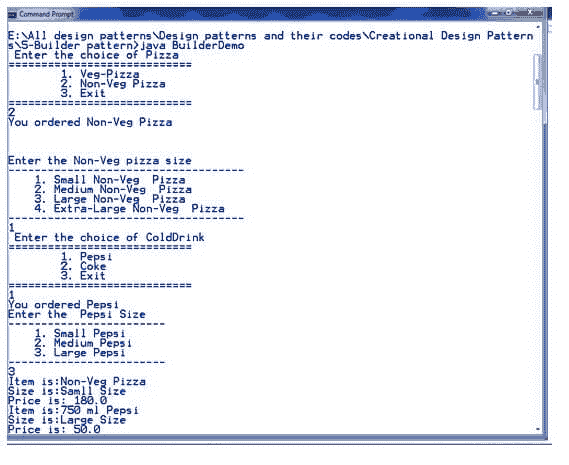 Command Prompt
E:\All design patterns\Design patterns and their codes\Creational Design Pattern
s\5-Builder pattern>java BuilderDemo
Enter the choice of Pizza
============================
1. Veg-Pizza
2. Non-Veg Pizza
3. Exit
============================
2
You ordered Non-Veg Pizza
Enter the Non-Veg pizza size
------------------------------------
1. Small Non-Veg Pizza
2. Medium Non-Veg Pizza
3. Large Non-Veg Pizza
4. Extra-Large Non-Veg Pizza
------------------------------------
1
Enter the choice of ColdDrink
============================
1. Pepsi
2. Coke
3. Exit
============================
1
You ordered Pepsi
Enter the Pepsi Size
------------------------
1. Small Pepsi
2. Medium Pepsi
3. Large Pepsi
------------------------
3
Item is:Non-Veg Pizza
Size is:Samll Size
Price is: 180.0
Item is:750 ml Pepsi
Size is:Large Size
Price is: 50.0